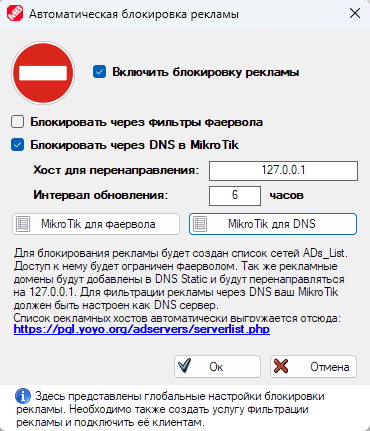 Автоматическая блокировка рекламы
Включить блокировку рекламы
Блокировать через фильтры фаервола
Блокировать через DNS в MikroTik
Хост для перенаправления: 127.0.0.1
Интервал обновления: 6 часов
MikroTik для фаервола MikroTik для DNS
Для блокирования рекламы будет создан список сетей ADs_List.
Доступ к нему будет ограничен фаерволом. Так же рекламные
домены будут добавлены в DNS Static и будут перенаправляться
на 127.0.0.1. Для фильтрации рекламы через DNS ваш MikroTik
должен быть настроен как DNS сервер.
Список рекламных хостов автоматически выгружается отсюда:
https://pgl.yoyo.org/adservers/serverlist.php
Ок Отмена
Здесь представлены глобальные настройки блокировки
рекламы. Необходимо также создать услугу фильтрации
рекламы и подключить её клиентам.